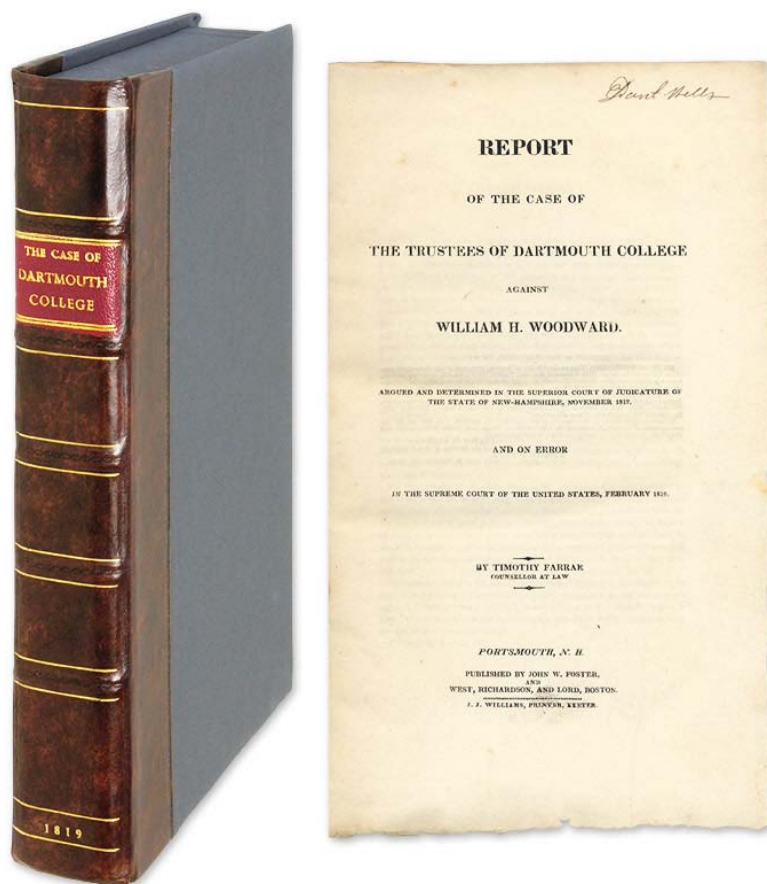 THE CASE OF
DARTMOUTH
COLLEGE
1819
Danl Wells
REPORT
OF THE CASE OF
THE TRUSTEES OF DARTMOUTH COLLEGE
AGAINST
WILLIAM H. WOODWARD.
ARGUED AND DETERMINED IN THE SUPERIOR COURT OF JUDICATURE OF
THE STATE OF NEW-HAMPSHIRE, NOVEMBER 1817.
AND ON ERROR
IN THE SUPREME COURT OF THE UNITED STATES, FEBRUARY 1819.
BY TIMOTHY FARRAR
COUNSELLOR AT LAW
PORTSMOUTH, N. H.
PUBLISHED BY JOHN W. FOSTER,
AND
WEST, RICHARDSON, AND LORD, BOSTON.
J. J. WILLIAMS, PRINTER, EXETER.